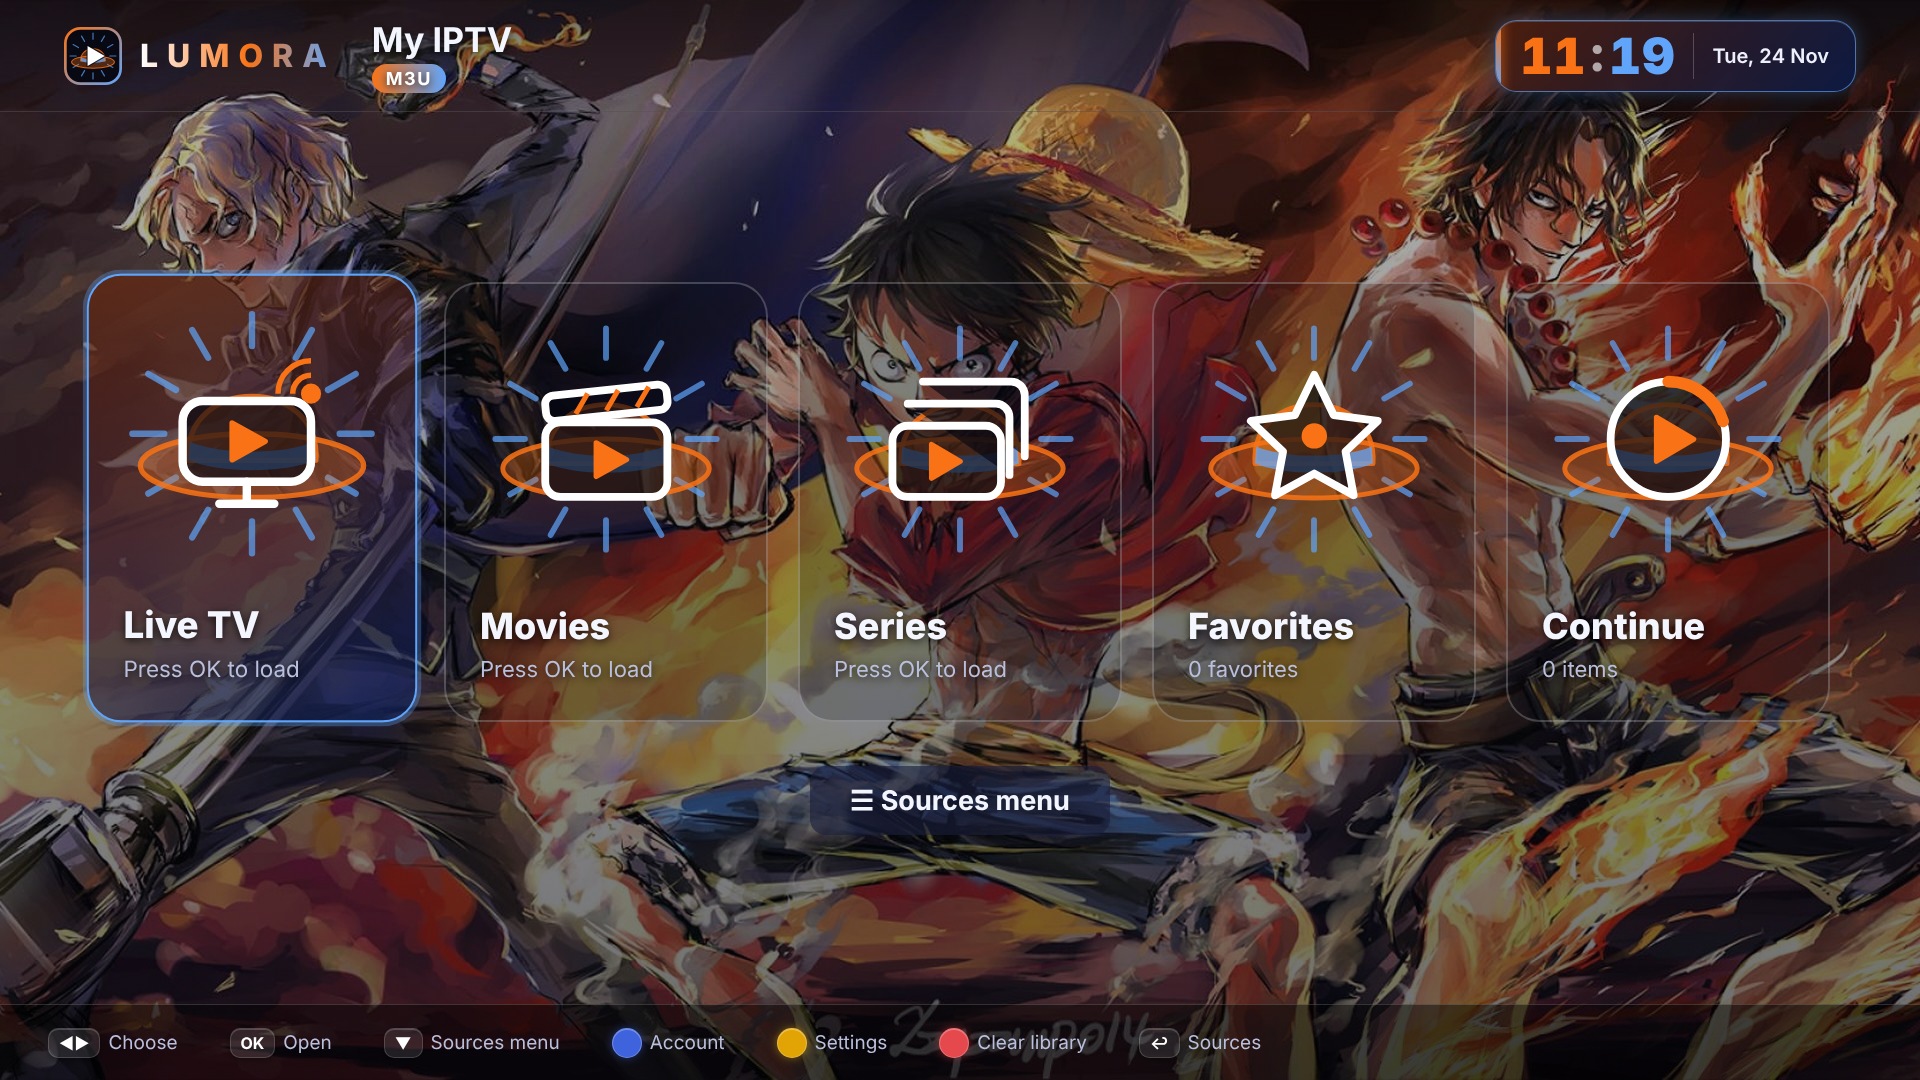 LUMORA
My IPTV
M3U
11:19
Tue, 24 Nov
Live TV
Press OK to load
Movies
Press OK to load
Series
Press OK to load
Favorites
0 favorites
Continue
0 items
☰ Sources menu
◀▶ Choose
OK Open
▼ Sources menu
Account
Settings
Clear library
↩ Sources